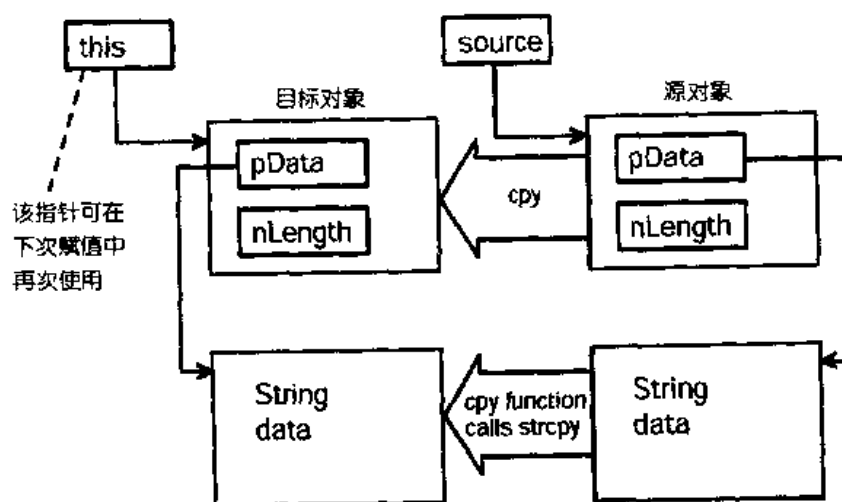 this
source
目标对象
源对象
pData
nLength
cpy
pData
nLength
该指针可在
下次赋值中
再次使用
String
data
cpy function
calls strcpy
String
data